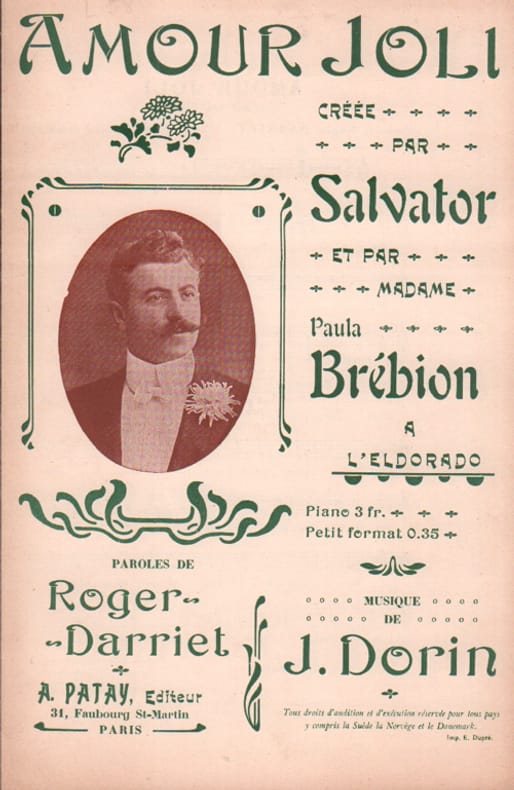 AMOUR JOLI
CRÉÉE
PAR
Salvator
ET PAR
MADAME
Paula
Brébion
A
L'ELDORADO
Piano 3 fr.
Petit format 0.35
PAROLES DE
Roger-
-Darriet
A. PATAY, Editeur
31, Faubourg St-Martin
PARIS
MUSIQUE
DE
J. Dorin
Tous droits d'audition et d'exécution réservés pour tous pays
y compris la Suède la Norvège et le Danemark.
Imp. E. Dupré.